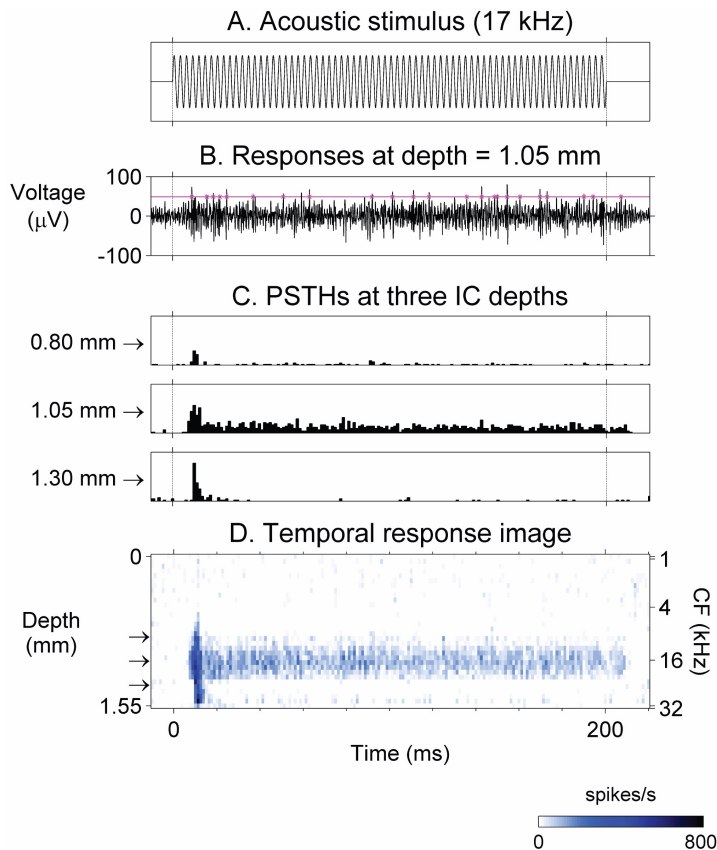 A. Acoustic stimulus (17 kHz)
B. Responses at depth = 1.05 mm
Voltage
(μV)
100
0
-100
C. PSTHs at three IC depths
0.80 mm →
1.05 mm →
1.30 mm →
D. Temporal response image
Depth
(mm)
0
→
→
→
1.55
1
4
16
32
CF (kHz)
0
200
Time (ms)
spikes/s
0
800